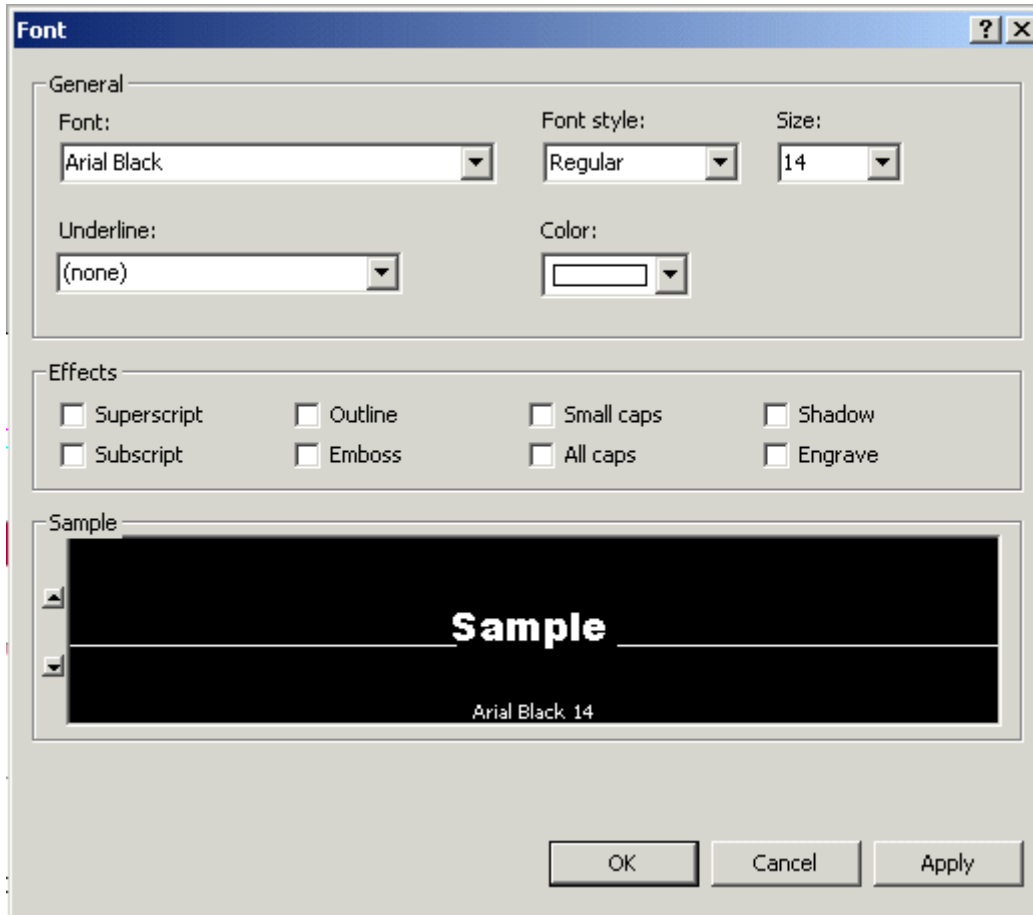 Font
General
Font: Font style: Size:
Arial Black Regular 14
Underline: Color:
(none)
Effects
Superscript Outline Small caps Shadow
Subscript Emboss All caps Engrave
Sample
Sample
Arial Black 14
OK Cancel Apply